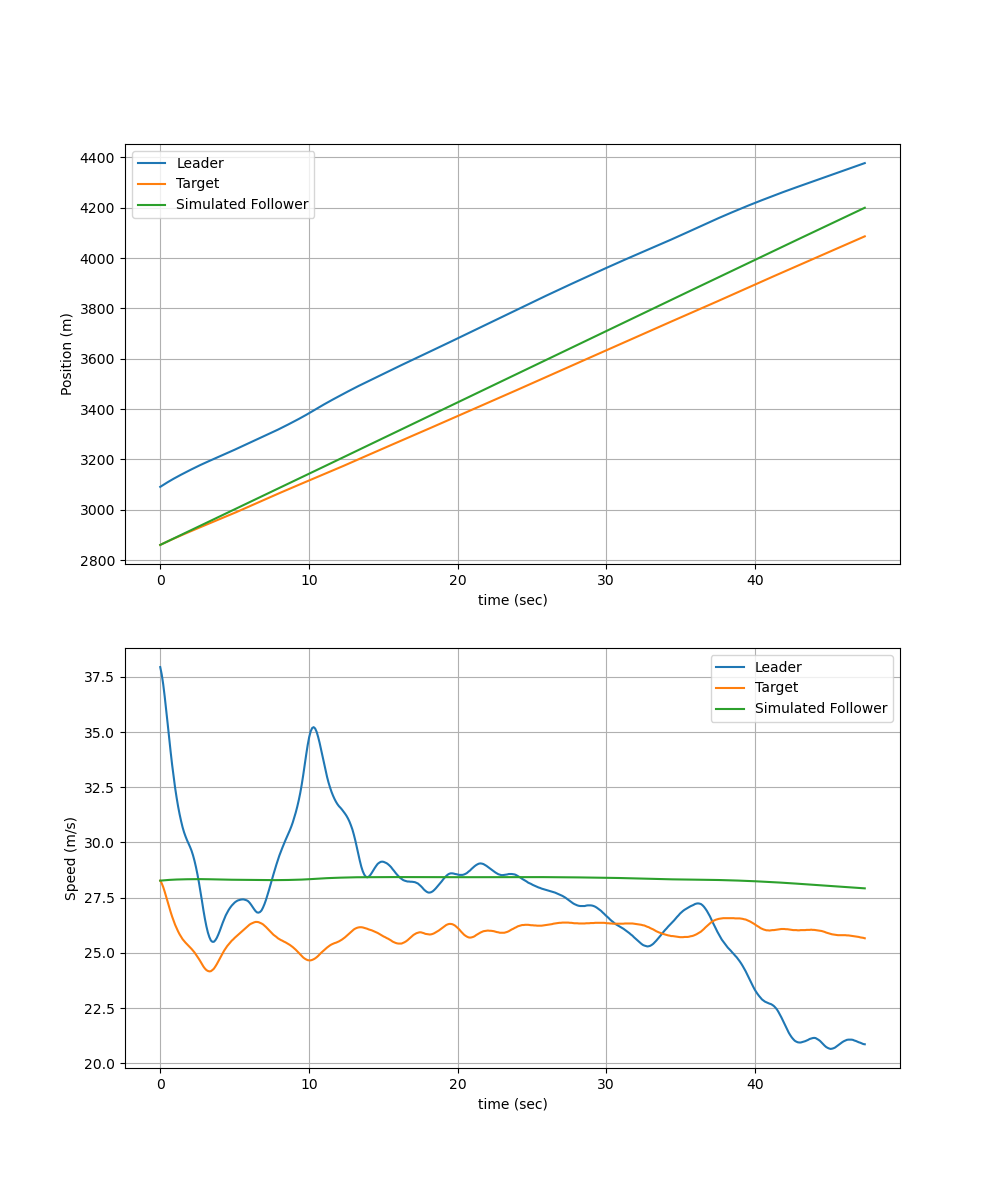 4400
4200
4000
3800
3600
3400
3200
3000
2800
Position (m)
Leader
Target
Simulated Follower
0 10 20 30 40
time (sec)
37.5
35.0
32.5
30.0
27.5
25.0
22.5
20.0
Speed (m/s)
Leader
Target
Simulated Follower
0 10 20 30 40
time (sec)